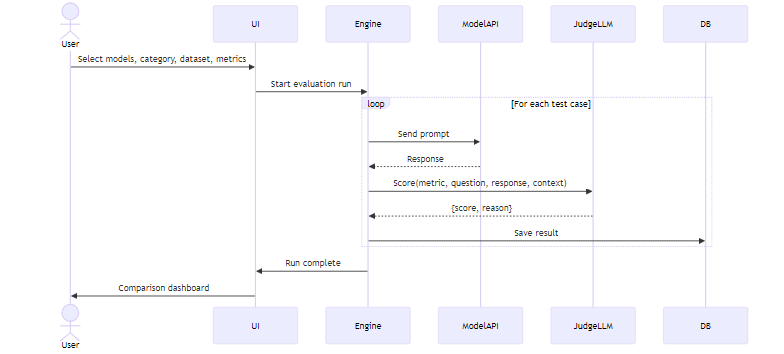 UI Engine ModelAPI JudgeLLM DB
User
Select models, category, dataset, metrics
Start evaluation run
loop [For each test case]
Send prompt
Response
Score(metric, question, response, context)
{score, reason}
Save result
Run complete
Comparison dashboard
UI Engine ModelAPI JudgeLLM DB
User